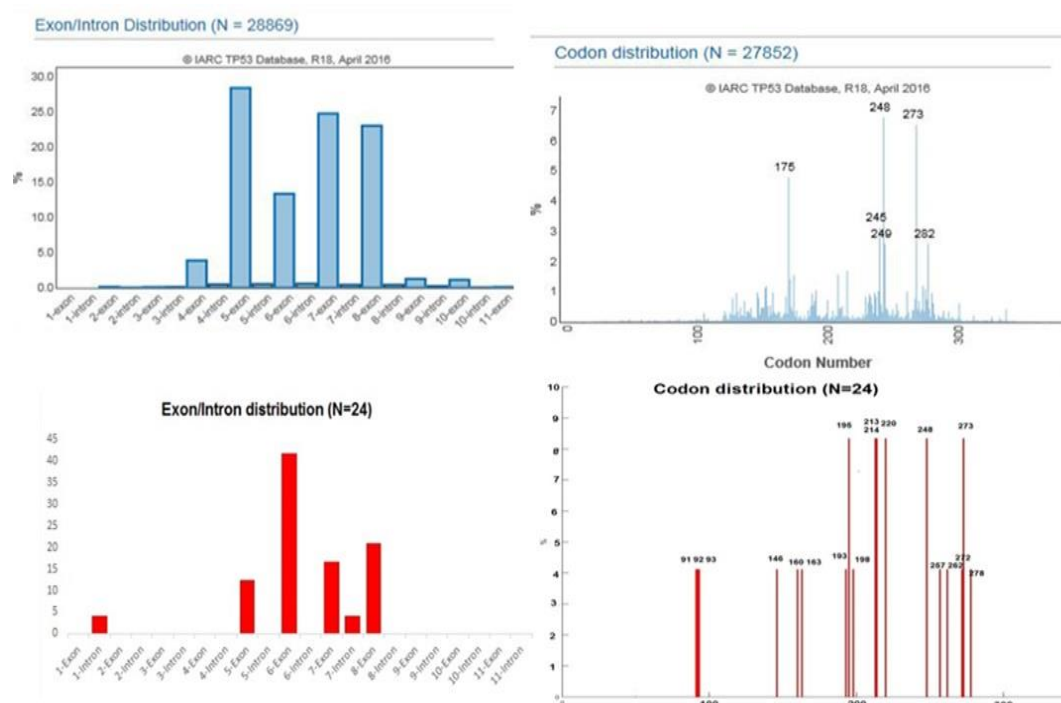 Exon/Intron Distribution (N = 28869)
© IARC TP53 Database, R18, April 2016
30.0
25.0
20.0
15.0
10.0
5.0
0.0
%
1-exon
1-intron
2-exon
2-intron
3-exon
3-intron
4-exon
4-intron
5-exon
5-intron
6-exon
6-intron
7-exon
7-intron
8-exon
8-intron
9-exon
9-intron
10-exon
10-intron
11-exon
Codon distribution (N = 27852)
© IARC TP53 Database, R18, April 2016
7
6
5
4
3
2
1
0
%
175
248
273
245
249
282
0
100
200
300
Codon Number
Exon/Intron distribution (N=24)
45
40
35
30
25
20
15
10
5
0
1-Exon
1-Intron
2-Exon
2-Intron
3-Exon
3-Intron
4-Exon
4-Intron
5-Exon
5-Intron
6-Exon
6-Intron
7-Exon
7-Intron
8-Exon
8-Intron
9-Exon
9-Intron
10-Exon
10-Intron
11-Exon
11-Intron
Codon distribution (N=24)
10
9
8
7
6
5
4
3
2
1
0
%
91 92 93
146
160
163
193
195
198
213
214
220
248
257
262
272
273
278